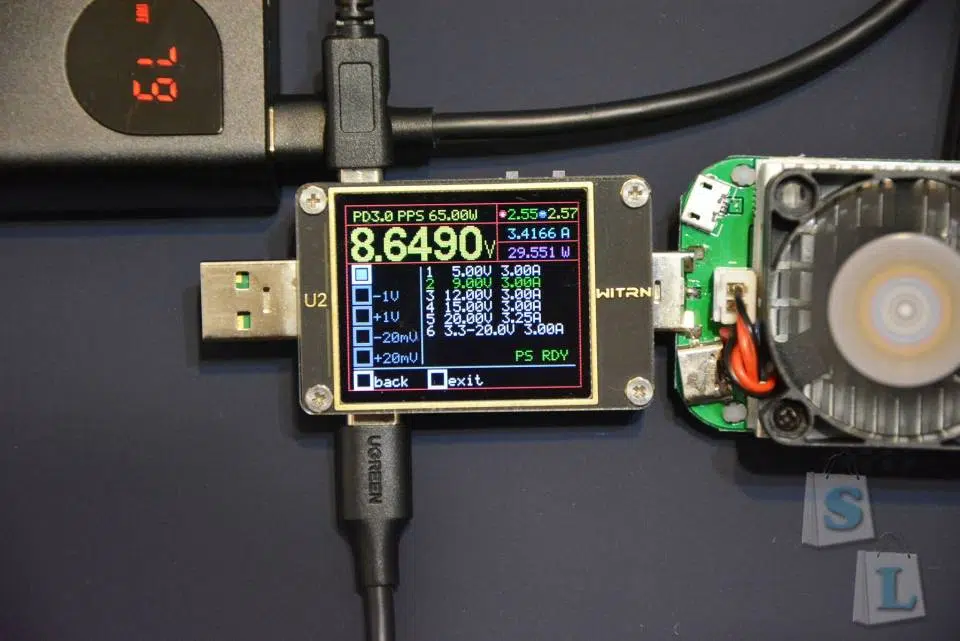 79
PD3.0 PPS 65.00W
2.55 2.57
8.6490V
3.4166 A
29.551 W
1 5.00V 3.00A
2 9.00V 3.00A
3 12.00V 3.00A
4 15.00V 3.00A
5 20.00V 3.25A
6 3.3-20.0V 3.00A
-1V
+1V
-20mV
+20mV
PS RDY
back exit
U2
WITRN
UGREEN
S
L